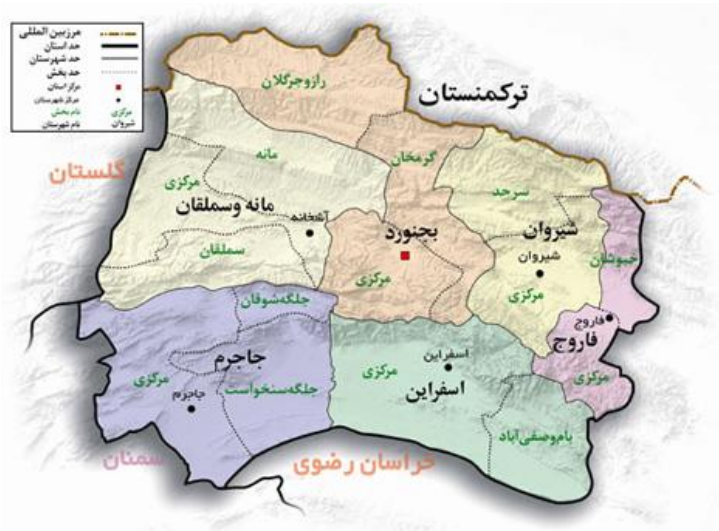 مرزبین المللی
حد استان
حد شهرستان
حد بخش
مرکز استان
مرکز شهرستان
مرکزی
نام بخش
شیروان
نام شهرستان
ترکمنستان
رازوجرگلان
گرمخان
مانه
گلستان
مرکزی
سرحد
مانه وسملقان
آشخانه
بجنورد
شیروان
شیروان
خبوشان
سملقان
مرکزی
مرکزی
جلگه‌شوقان
فاروج
فاروج
جاجرم
اسفراین
مرکزی
مرکزی
مرکزی
جلگه‌سنخواست
اسفراین
جاجرم
بام‌وصفی‌آباد
سمنان
خراسان رضوی